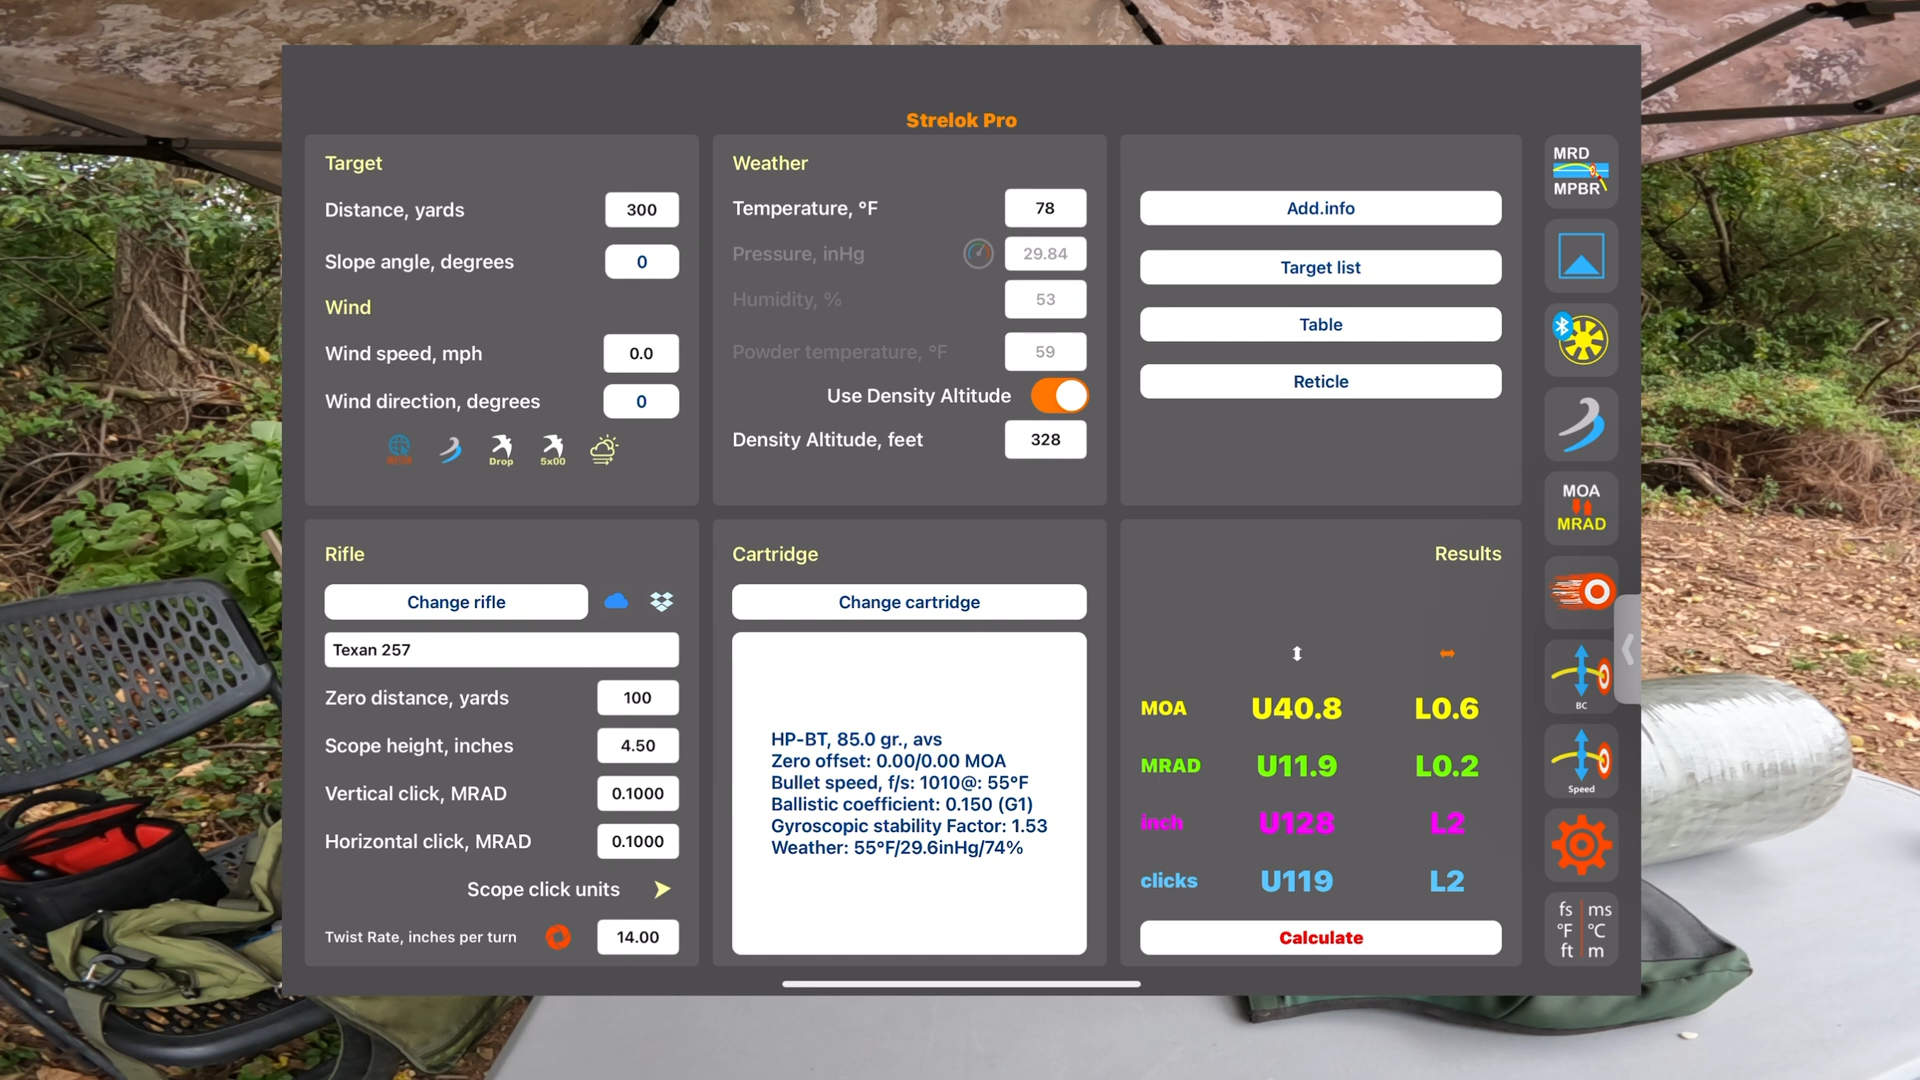 Strelok Pro
Target
Distance, yards 300
Slope angle, degrees 0
Wind
Wind speed, mph 0.0
Wind direction, degrees 0
Drop 5x00
Weather
Temperature, °F 78
Pressure, inHg 29.84
Humidity, % 53
Powder temperature, °F 59
Use Density Altitude
Density Altitude, feet 328
Add.info
Target list
Table
Reticle
Rifle
Change rifle
Texan 257
Zero distance, yards 100
Scope height, inches 4.50
Vertical click, MRAD 0.1000
Horizontal click, MRAD 0.1000
Scope click units
Twist Rate, inches per turn 14.00
Cartridge
Change cartridge
HP-BT, 85.0 gr., avs
Zero offset: 0.00/0.00 MOA
Bullet speed, f/s: 1010@: 55°F
Ballistic coefficient: 0.150 (G1)
Gyroscopic stability Factor: 1.53
Weather: 55°F/29.6inHg/74%
Results
MOA U40.8 L0.6
MRAD U11.9 L0.2
inch U128 L2
clicks U119 L2
Calculate
MRD
MPBR
MOA
MRAD
BC
Speed
fs ms
°F °C
ft m